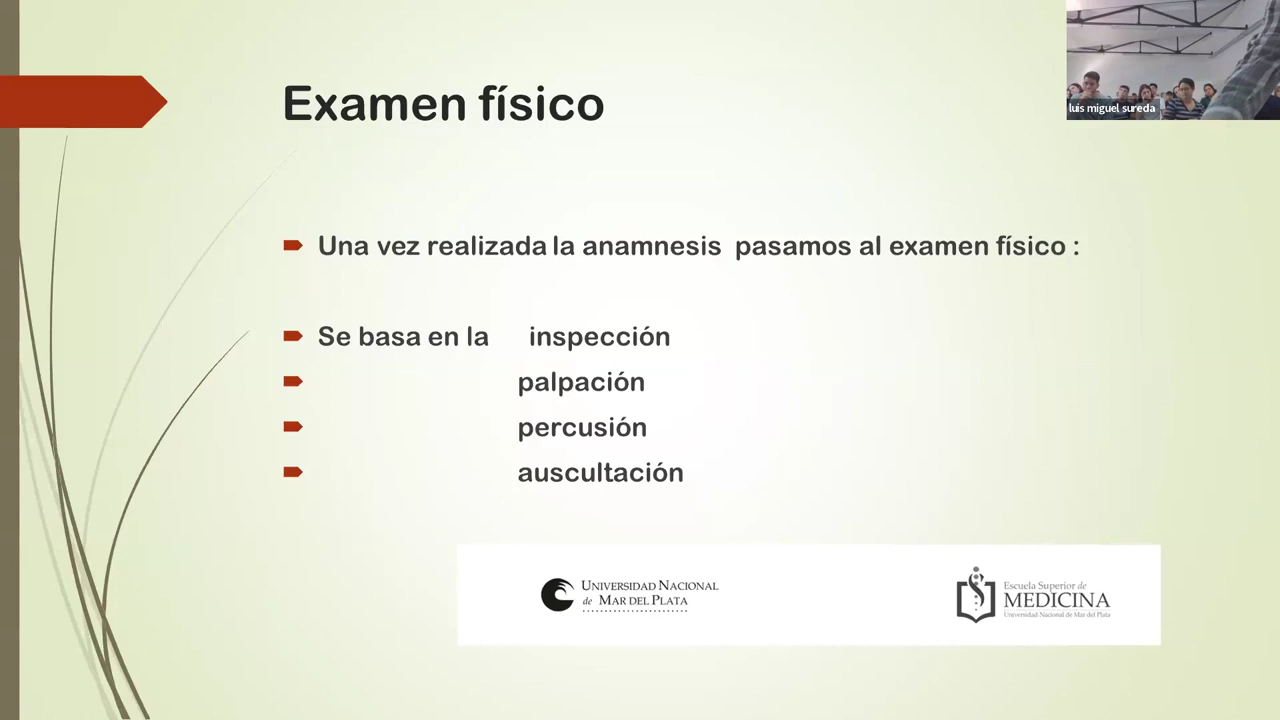 luis miguel sureda
Examen físico
Una vez realizada la anamnesis pasamos al examen físico :
Se basa en la inspección
palpación
percusión
auscultación
UNIVERSIDAD NACIONAL
de MAR DEL PLATA
Escuela Superior de
MEDICINA
Universidad Nacional de Mar del Plata